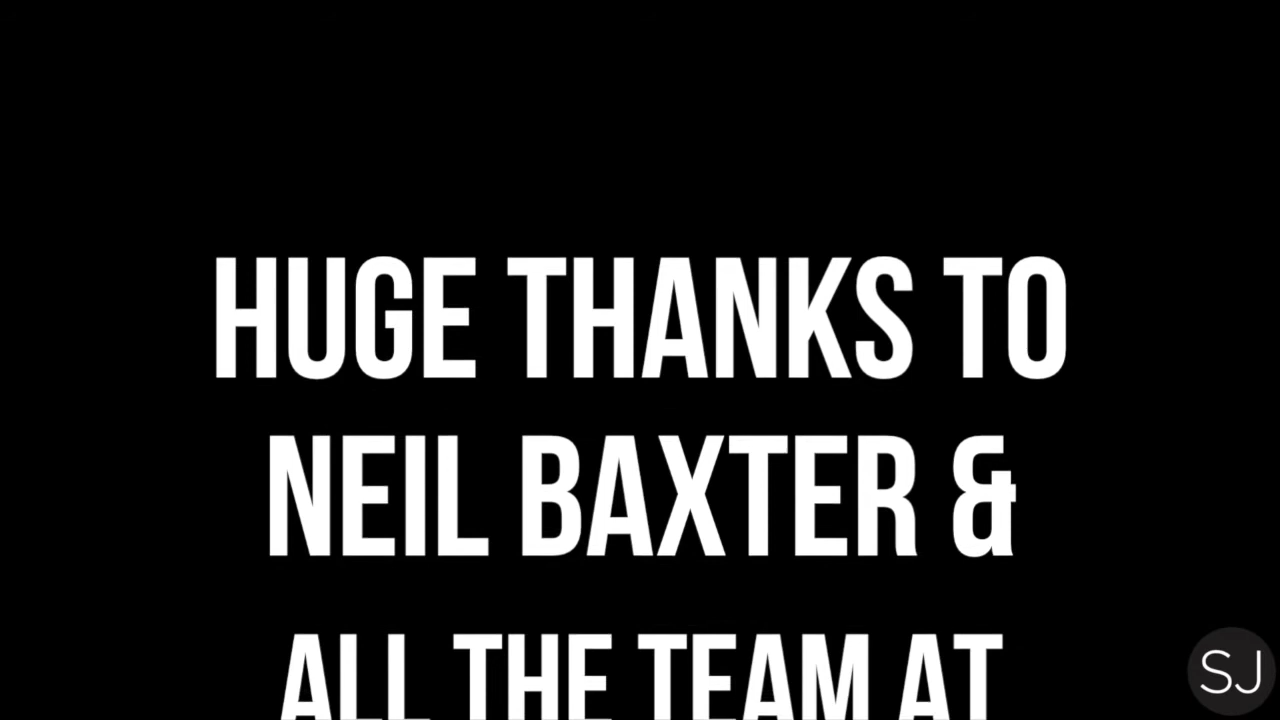 HUGE THANKS TO
NEIL BAXTER &
ALL THE TEAM AT
SJ